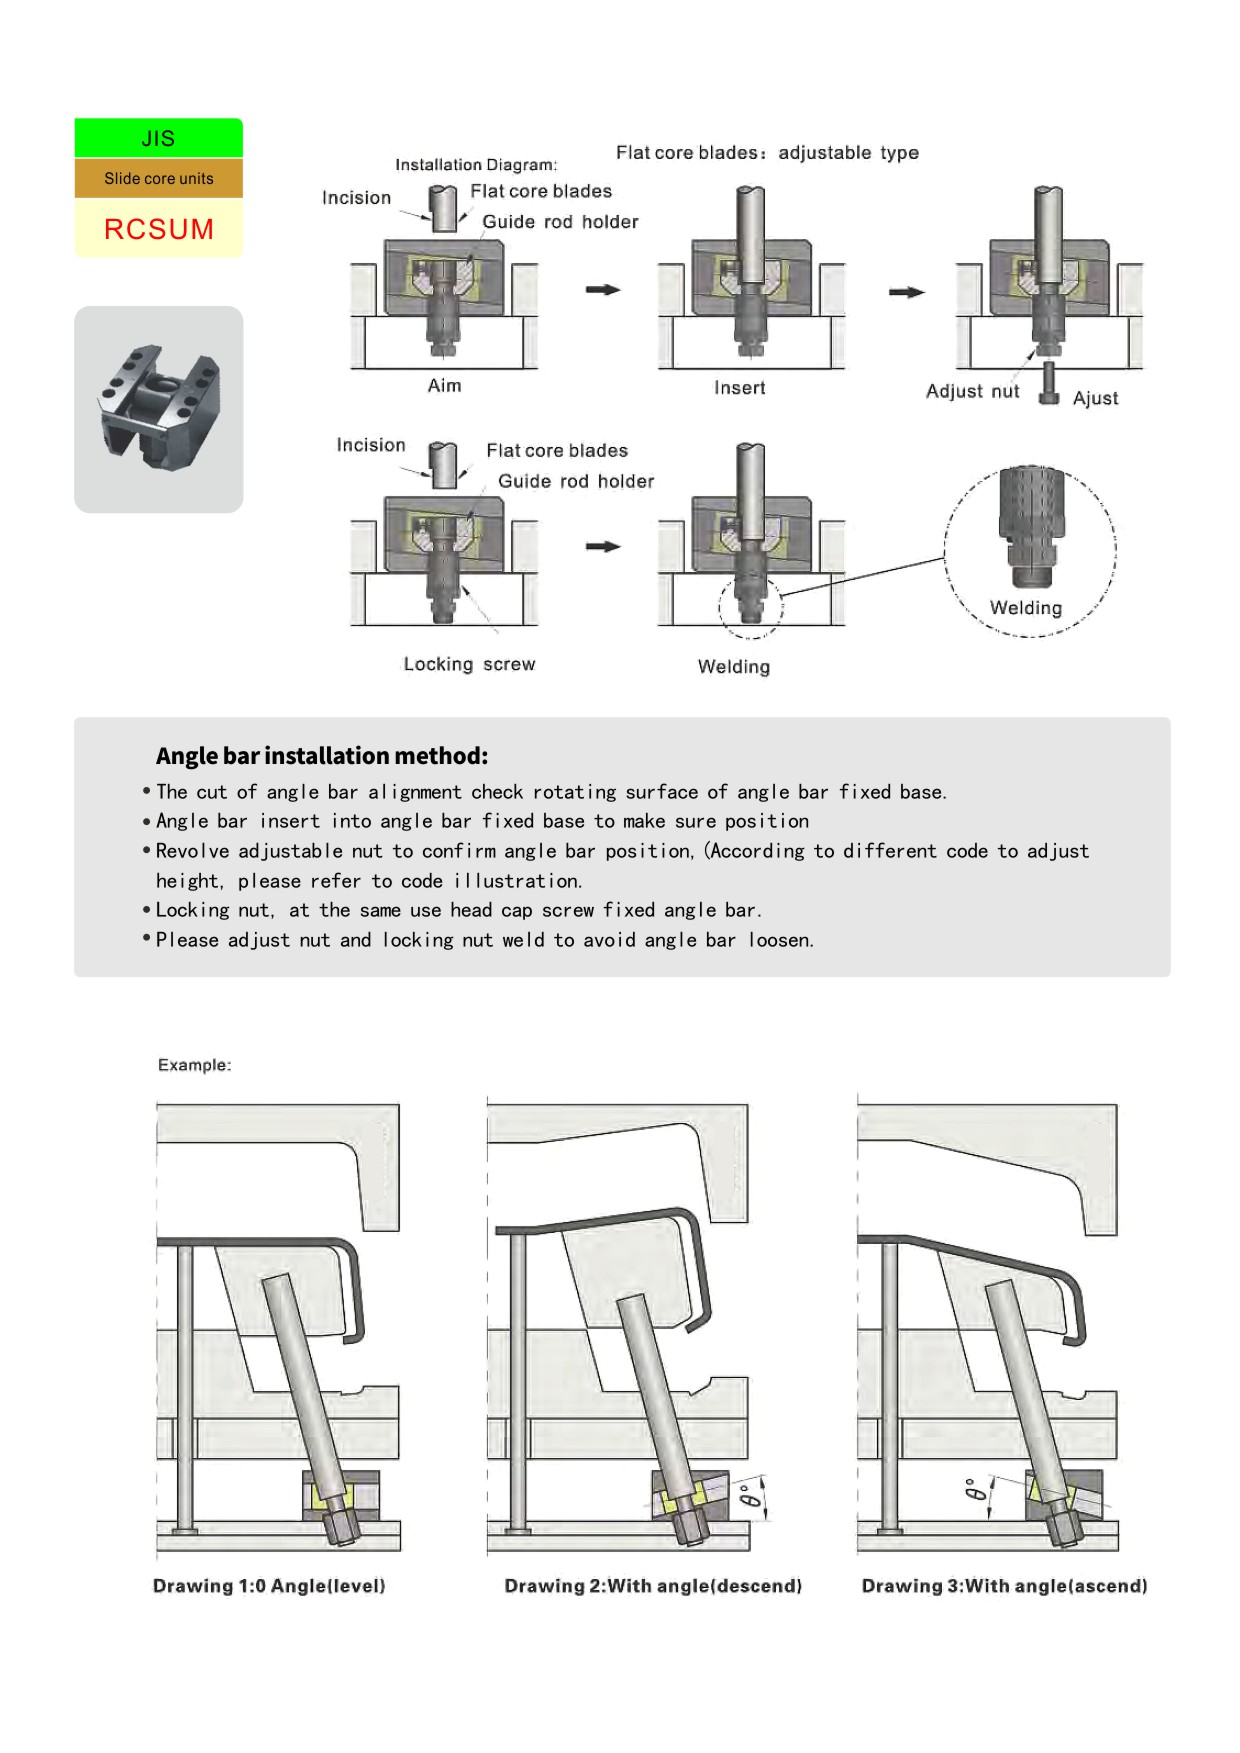 JIS
Slide core units
RCSUM
Flat core blades: adjustable type
Installation Diagram:
Incision
Flat core blades
Guide rod holder
Aim
Insert
Adjust nut
Ajust
Incision
Flat core blades
Guide rod holder
Locking screw
Welding
Welding
Angle bar installation method:
• The cut of angle bar alignment check rotating surface of angle bar fixed base.
• Angle bar insert into angle bar fixed base to make sure position
• Revolve adjustable nut to confirm angle bar position, (According to different code to adjust
height, please refer to code illustration.
• Locking nut, at the same use head cap screw fixed angle bar.
• Please adjust nut and locking nut weld to avoid angle bar loosen.
Example:
θ°
θ°
Drawing 1:0 Angle(level)
Drawing 2:With angle(descend)
Drawing 3:With angle(ascend)